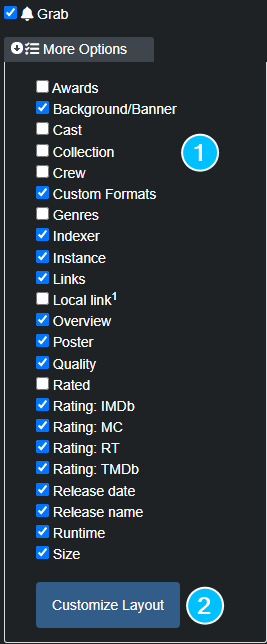 Grab
More Options
Awards
Background/Banner
Cast
Collection
1
Crew
Custom Formats
Genres
Indexer
Instance
Links
Local link¹
Overview
Poster
Quality
Rated
Rating: IMDb
Rating: MC
Rating: RT
Rating: TMDb
Release date
Release name
Runtime
Size
Customize Layout
2